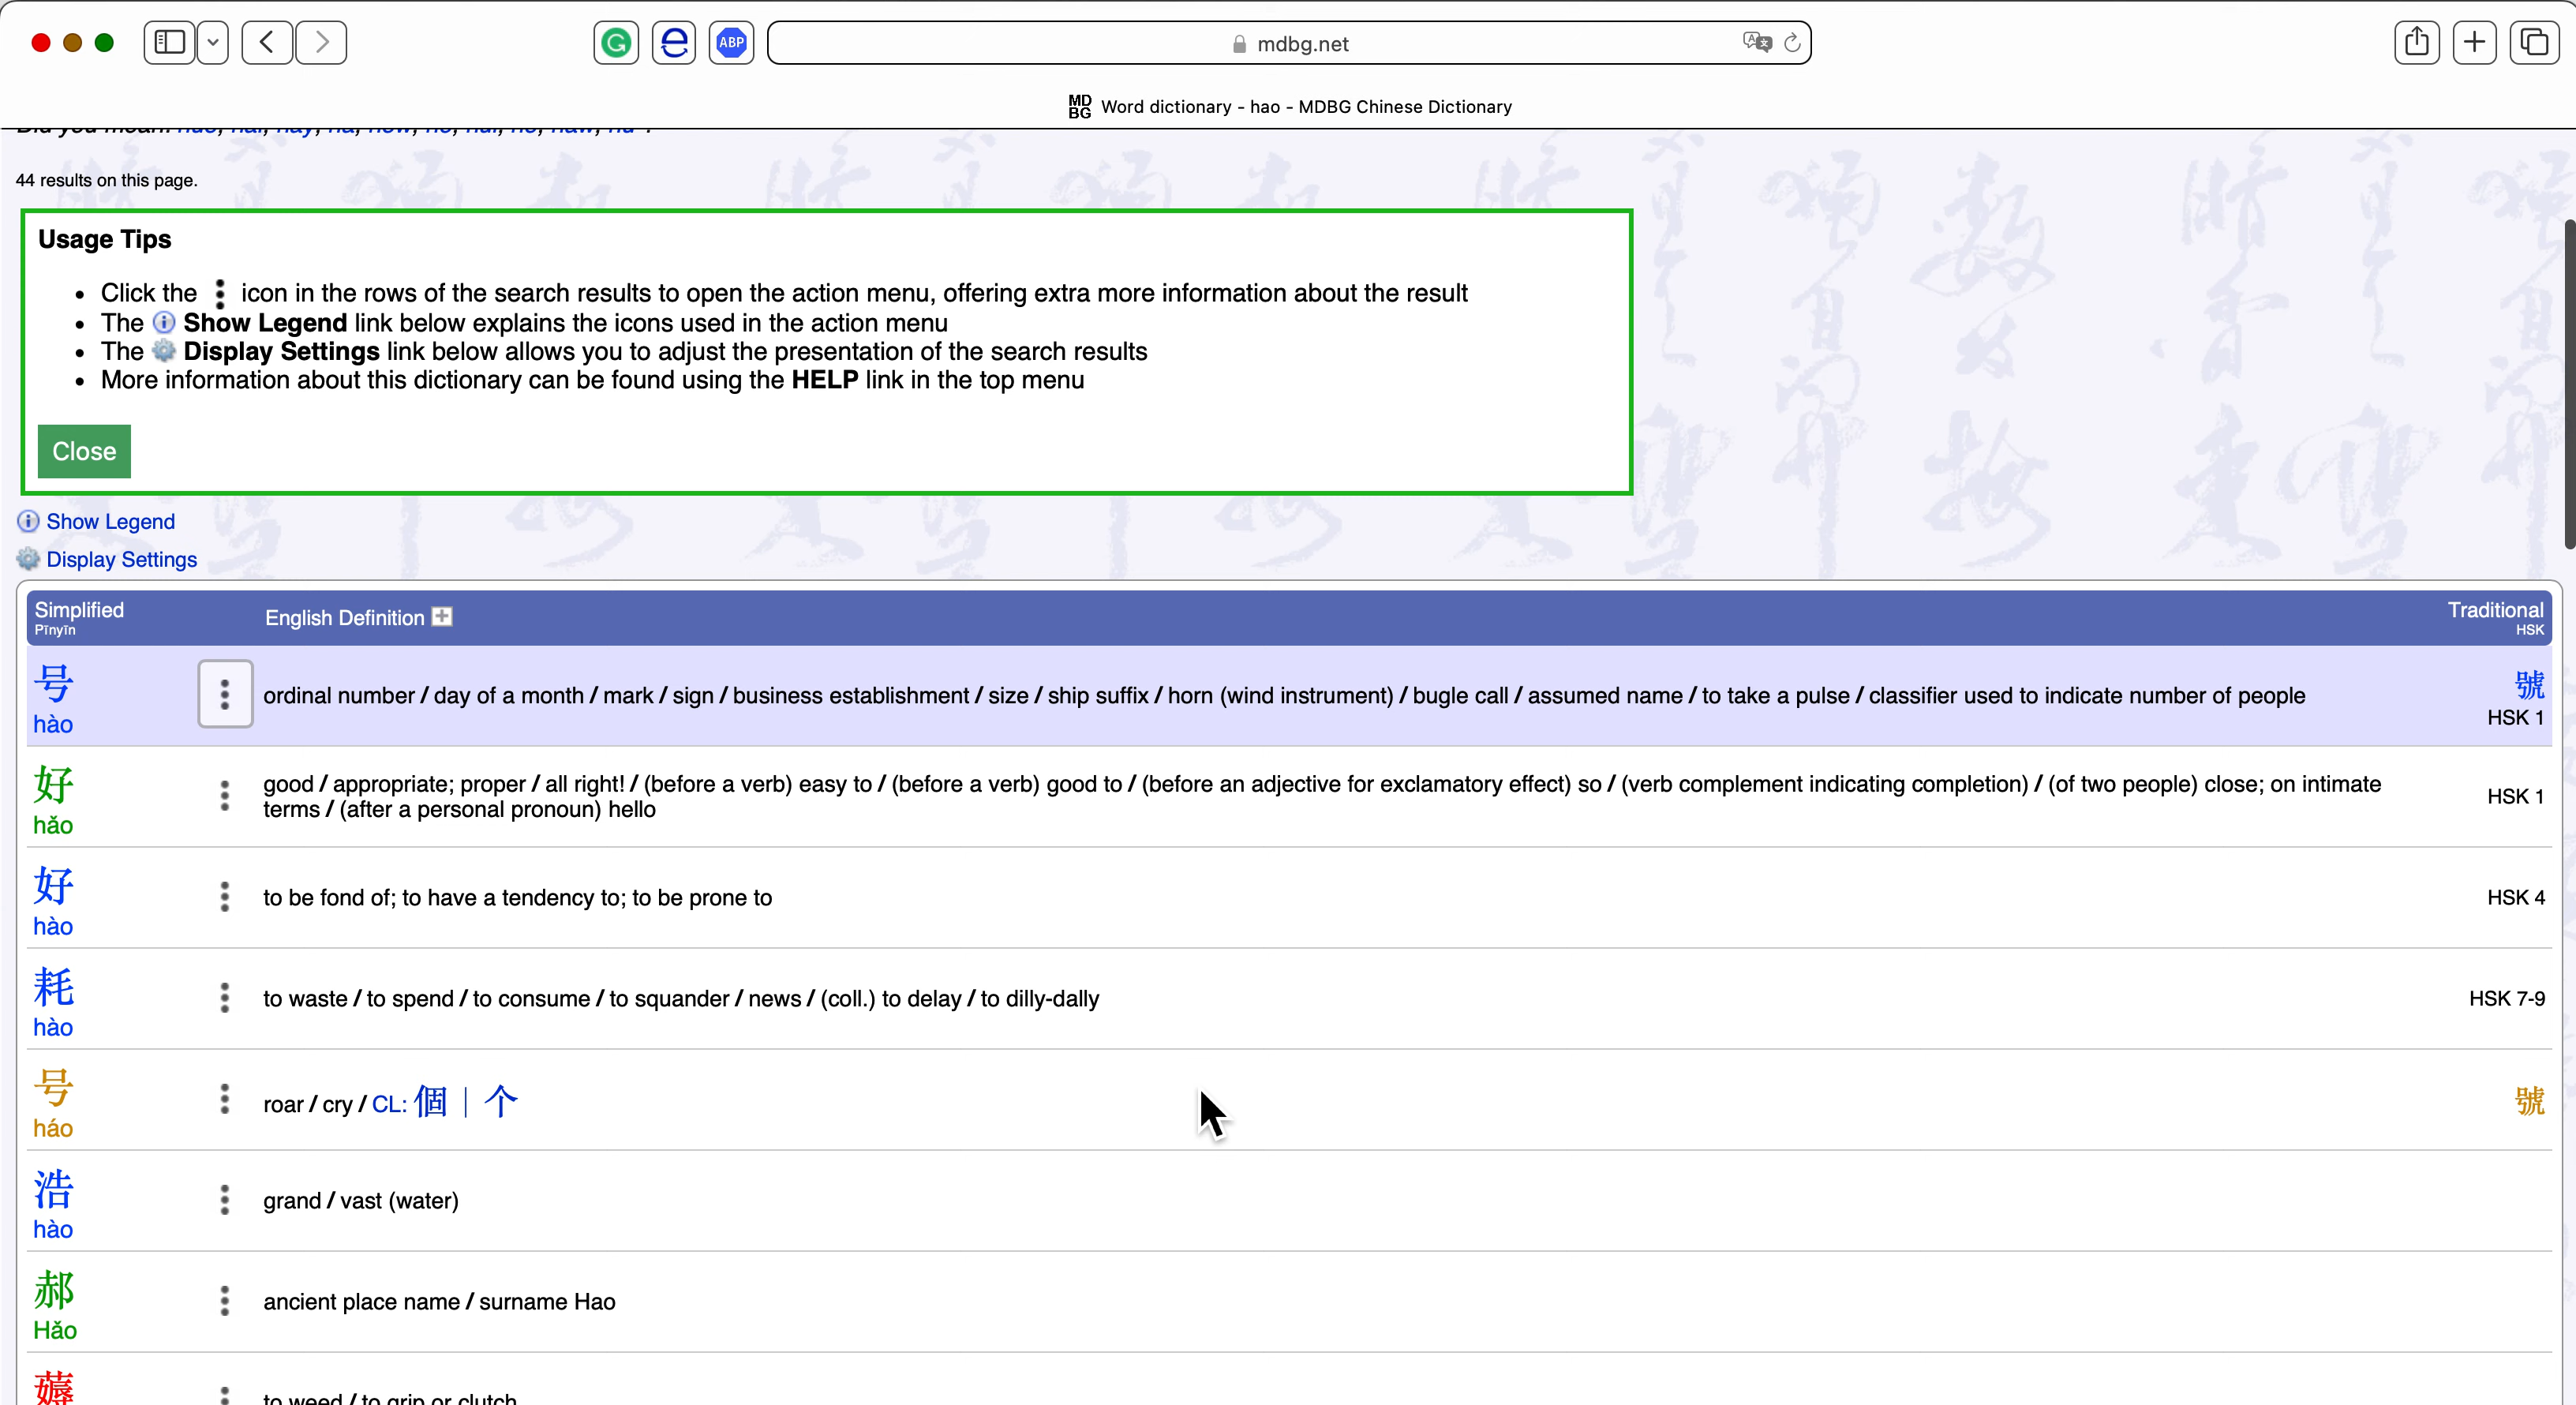 ABP
mdbg.net
MD
BG Word dictionary - hao - MDBG Chinese Dictionary
44 results on this page.
Usage Tips
• Click the ⋮ icon in the rows of the search results to open the action menu, offering extra more information about the result
• The Show Legend link below explains the icons used in the action menu
• The Display Settings link below allows you to adjust the presentation of the search results
• More information about this dictionary can be found using the HELP link in the top menu
Close
Show Legend
Display Settings
Simplified
Pīnyīn
English Definition
Traditional
HSK
号
hào
ordinal number / day of a month / mark / sign / business establishment / size / ship suffix / horn (wind instrument) / bugle call / assumed name / to take a pulse / classifier used to indicate number of people
號
HSK 1
好
hǎo
good / appropriate; proper / all right! / (before a verb) easy to / (before a verb) good to / (before an adjective for exclamatory effect) so / (verb complement indicating completion) / (of two people) close; on intimate
terms / (after a personal pronoun) hello
HSK 1
好
hào
to be fond of; to have a tendency to; to be prone to
HSK 4
耗
hào
to waste / to spend / to consume / to squander / news / (coll.) to delay / to dilly-dally
HSK 7-9
号
háo
roar / cry / CL: 個｜个
號
浩
hào
grand / vast (water)
郝
Hǎo
ancient place name / surname Hao
薅
to weed / to grip or clutch